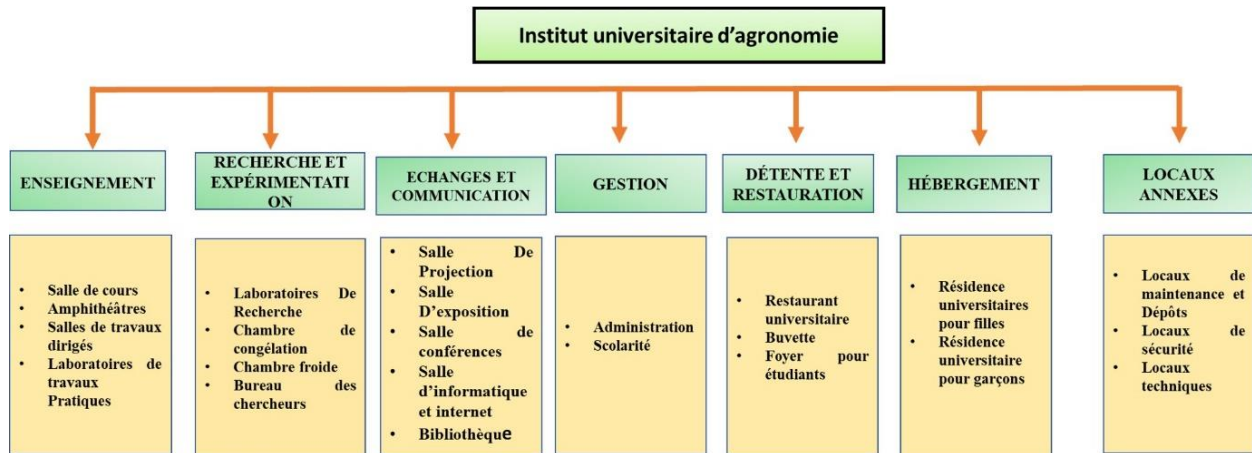 Institut universitaire d'agronomie
ENSEIGNEMENT
RECHERCHE ET
EXPÉRIMENTATI
ON
ECHANGES ET
COMMUNICATION
GESTION
DÉTENTE ET
RESTAURATION
HÉBERGEMENT
LOCAUX
ANNEXES
• Salle de cours
• Amphithéâtres
• Salles de travaux
dirigés
• Laboratoires de
travaux
Pratiques
• Laboratoires De
Recherche
• Chambre de
congélation
• Chambre froide
• Bureau des
chercheurs
• Salle De
Projection
• Salle
D'exposition
• Salle de
conférences
• Salle
d'informatique
et internet
• Bibliothèque
• Administration
• Scolarité
• Restaurant
universitaire
• Buvette
• Foyer pour
étudiants
• Résidence
universitaires
pour filles
• Résidence
universitaire
pour garçons
• Locaux de
maintenance et
Dépôts
• Locaux de
sécurité
• Locaux
techniques